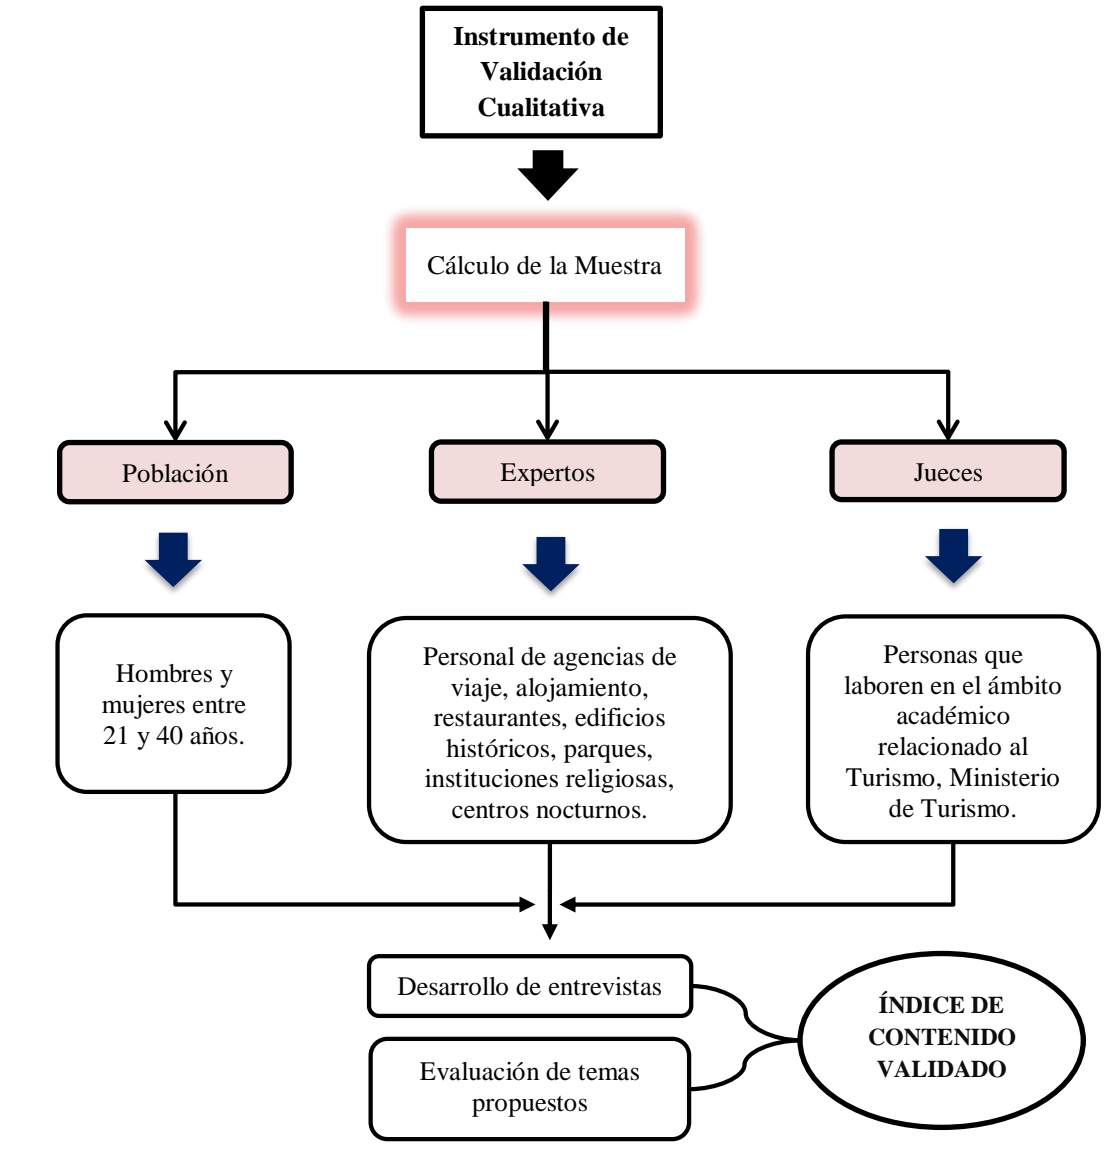 Instrumento de
Validación
Cualitativa
Cálculo de la Muestra
Población
Expertos
Jueces
Hombres y
mujeres entre
21 y 40 años.
Personal de agencias de
viaje, alojamiento,
restaurantes, edificios
históricos, parques,
instituciones religiosas,
centros nocturnos.
Personas que
laboren en el ámbito
académico
relacionado al
Turismo, Ministerio
de Turismo.
Desarrollo de entrevistas
Evaluación de temas
propuestos
ÍNDICE DE
CONTENIDO
VALIDADO